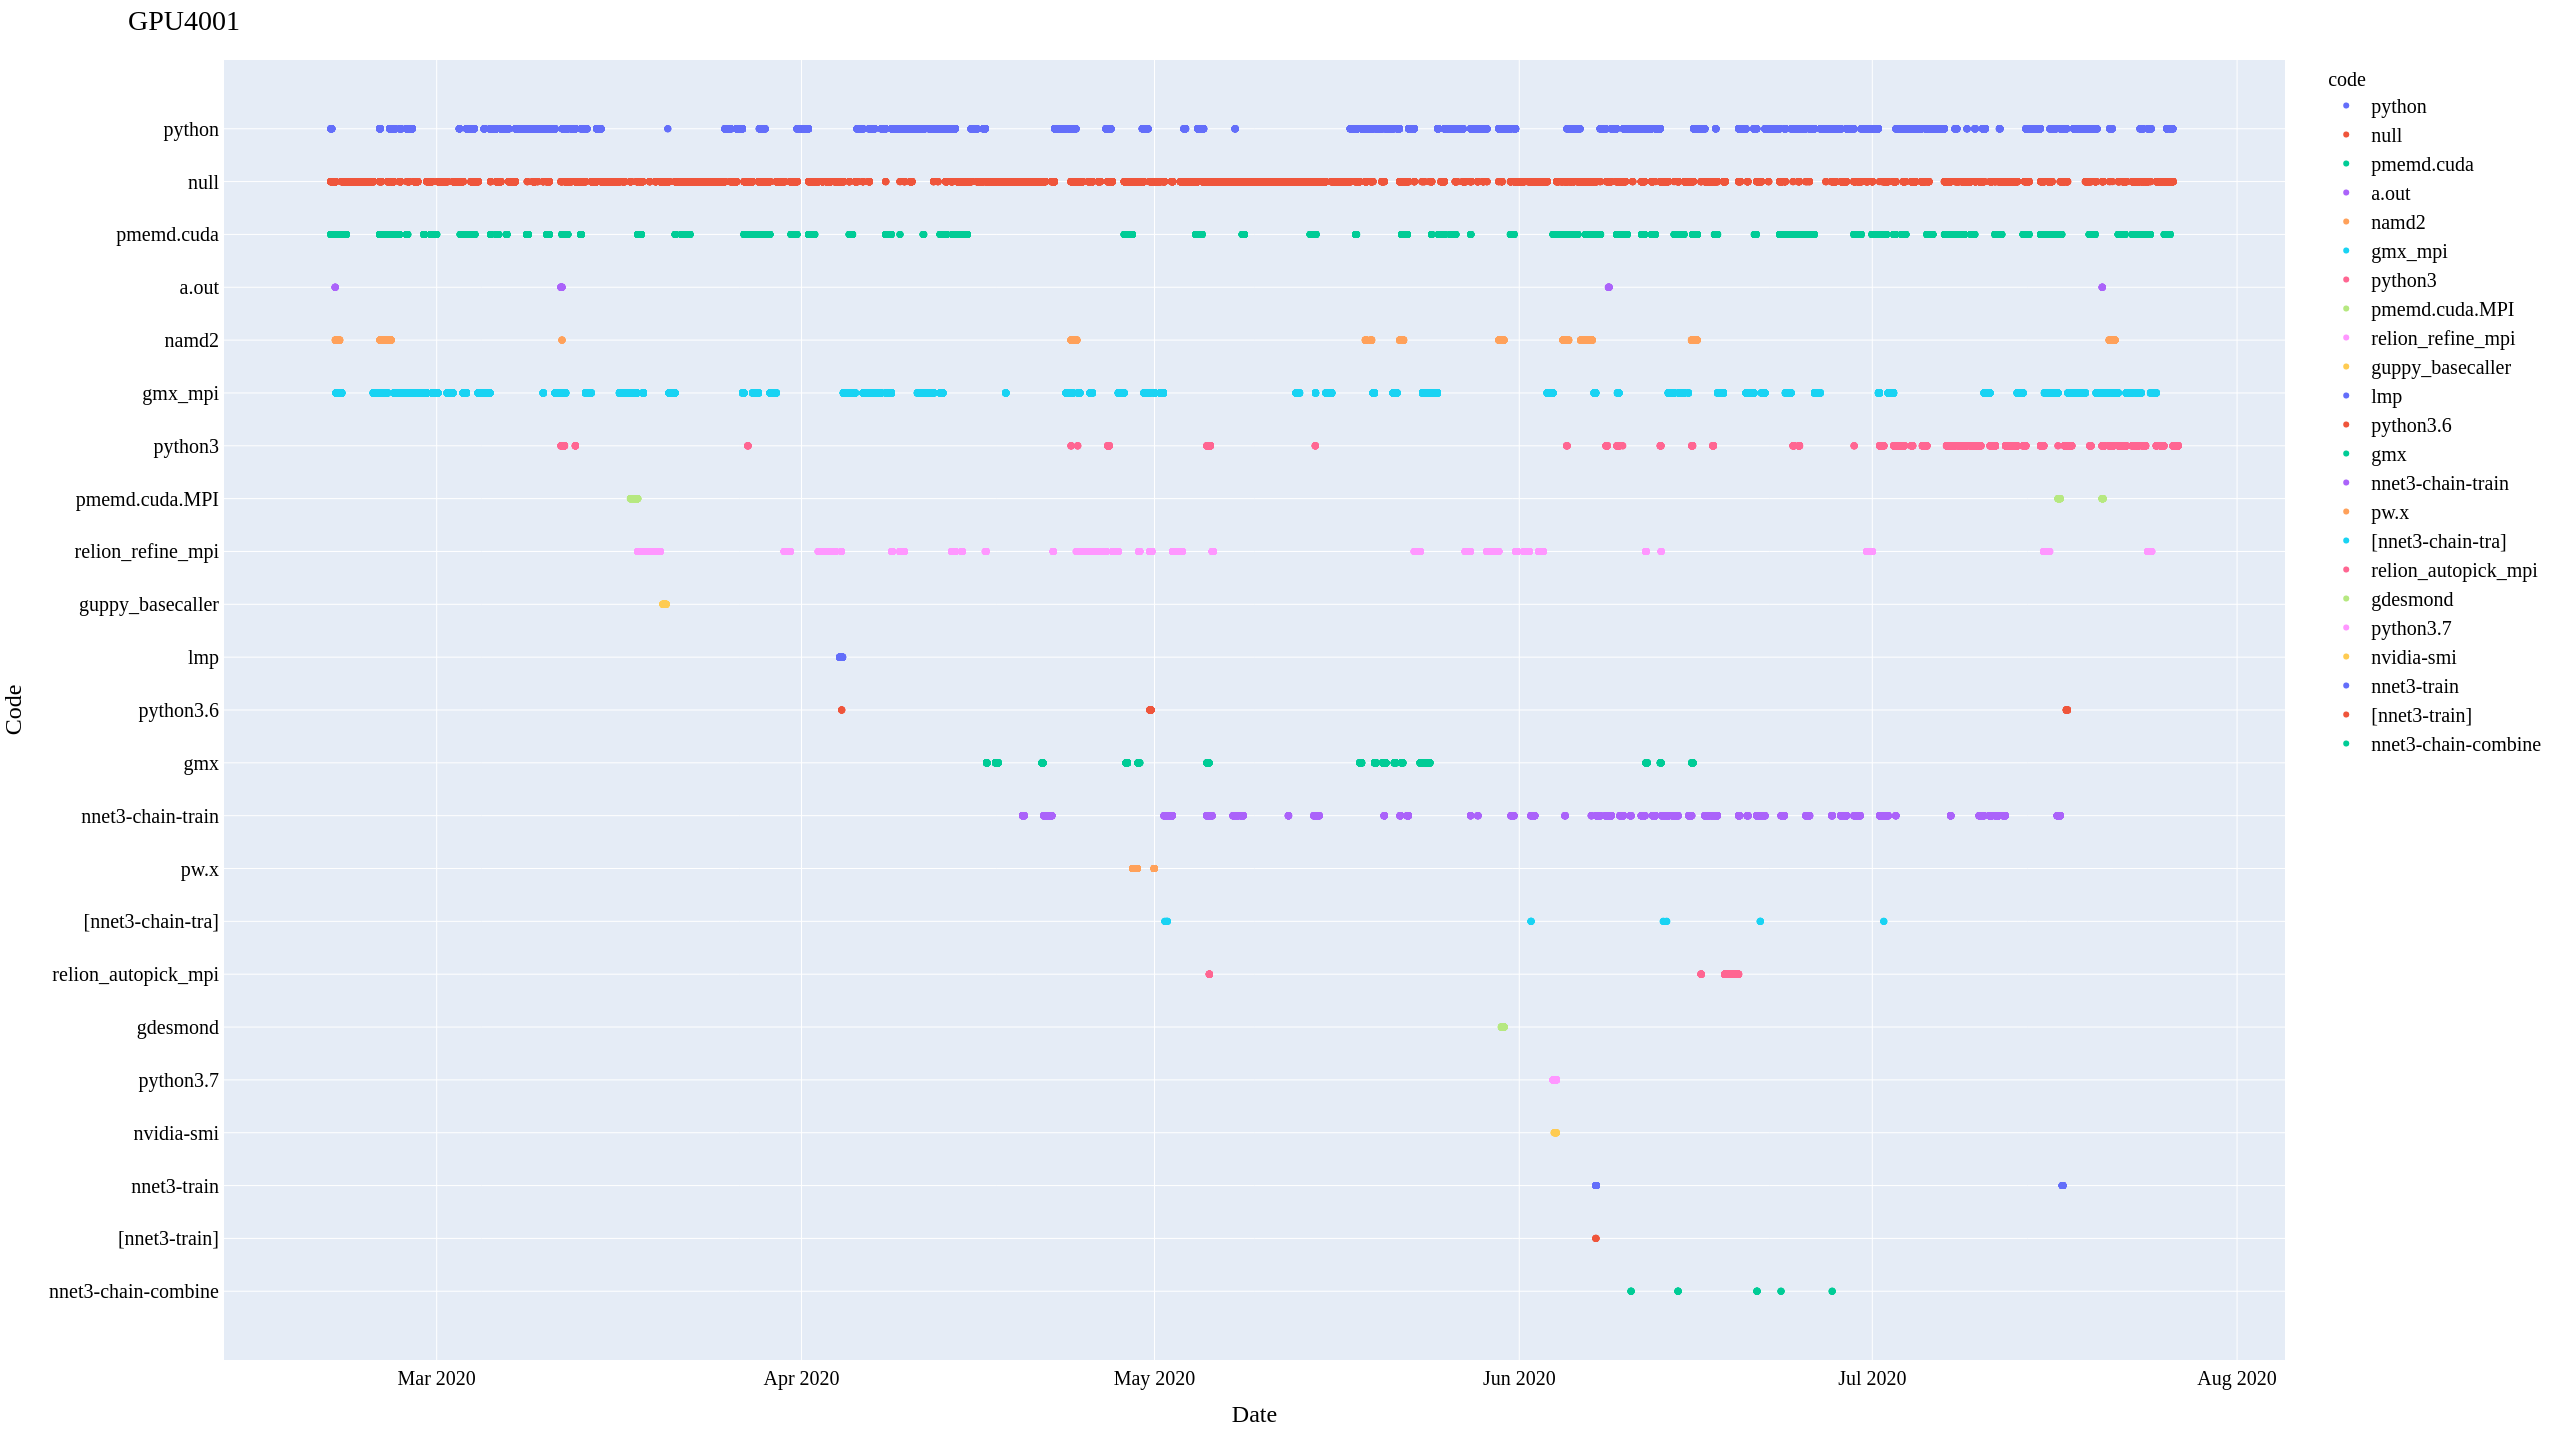 GPU4001
python
null
pmemd.cuda
a.out
namd2
gmx_mpi
python3
pmemd.cuda.MPI
relion_refine_mpi
guppy_basecaller
lmp
python3.6
gmx
nnet3-chain-train
pw.x
[nnet3-chain-tra]
relion_autopick_mpi
gdesmond
python3.7
nvidia-smi
nnet3-train
[nnet3-train]
nnet3-chain-combine
Code
Mar 2020
Apr 2020
May 2020
Jun 2020
Jul 2020
Aug 2020
Date
code
python
null
pmemd.cuda
a.out
namd2
gmx_mpi
python3
pmemd.cuda.MPI
relion_refine_mpi
guppy_basecaller
lmp
python3.6
gmx
nnet3-chain-train
pw.x
[nnet3-chain-tra]
relion_autopick_mpi
gdesmond
python3.7
nvidia-smi
nnet3-train
[nnet3-train]
nnet3-chain-combine